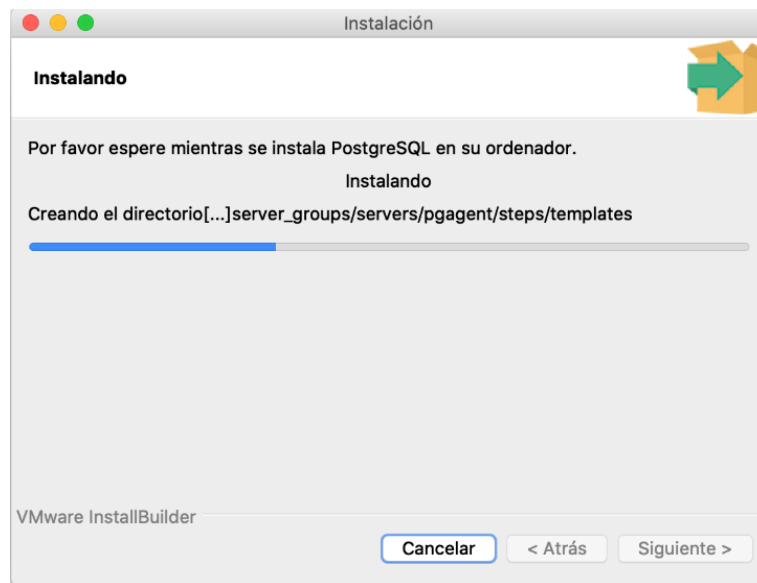 Instalación
Instalando
Por favor espere mientras se instala PostgreSQL en su ordenador.
Instalando
Creando el directorio[...]server_groups/servers/pgagent/steps/templates
VMware InstallBuilder
Cancelar
< Atrás
Siguiente >